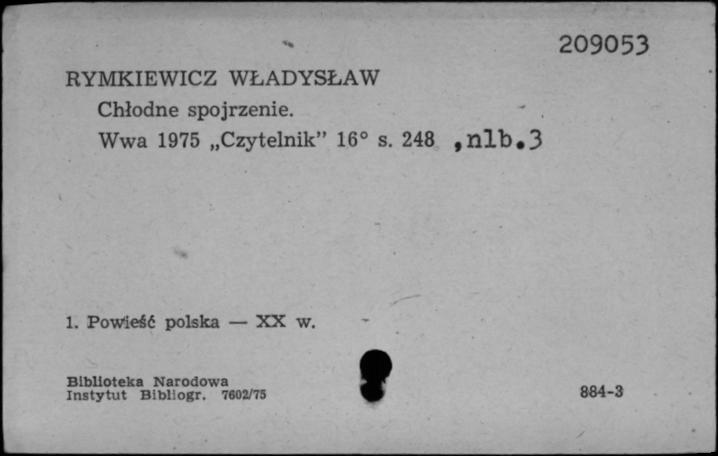 209053
RYMKIEWICZ WŁADYSŁAW
Chłodne spojrzenie.
Wwa 1975 „Czytelnik” 16° s. 248 ,nlb.3
1. Powieść polska — XX w.
Biblioteka Narodowa
Instytut Bibliogr. 7602/75
884-3